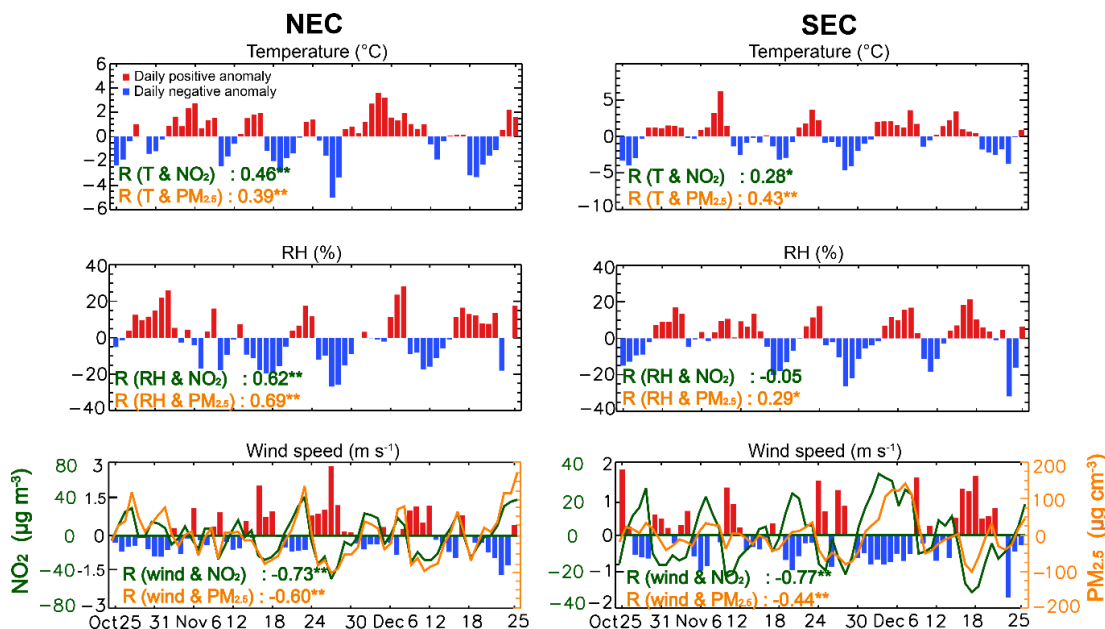 NEC
SEC
Temperature (°C)
Temperature (°C)
6
4
2
0
−2
−4
−6
Daily positive anomaly
Daily negative anomaly
R (T & NO₂) : 0.46**
R (T & PM₂.₅) : 0.39**
5
0
−5
−10
R (T & NO₂) : 0.28*
R (T & PM₂.₅) : 0.43**
RH (%)
RH (%)
40
20
0
−20
−40
R (RH & NO₂) : 0.62**
R (RH & PM₂.₅) : 0.69**
40
20
0
−20
−40
R (RH & NO₂) : -0.05
R (RH & PM₂.₅) : 0.29*
Wind speed (m s⁻¹)
Wind speed (m s⁻¹)
NO₂ (μg m⁻³)
80
40
0
−40
−80
3
1.5
0
−1.5
−3
R (wind & NO₂) : -0.73**
R (wind & PM₂.₅) : -0.60**
Oct25 31 Nov 6 12 18 24 30 Dec 6 12 18 25
40
20
0
−20
−40
2
1
0
−1
−2
R (wind & NO₂) : -0.77**
R (wind & PM₂.₅) : -0.44**
Oct25 31 Nov 6 12 18 24 30 Dec 6 12 18 25
200
100
0
−100
−200
PM₂.₅ (μg cm⁻³)